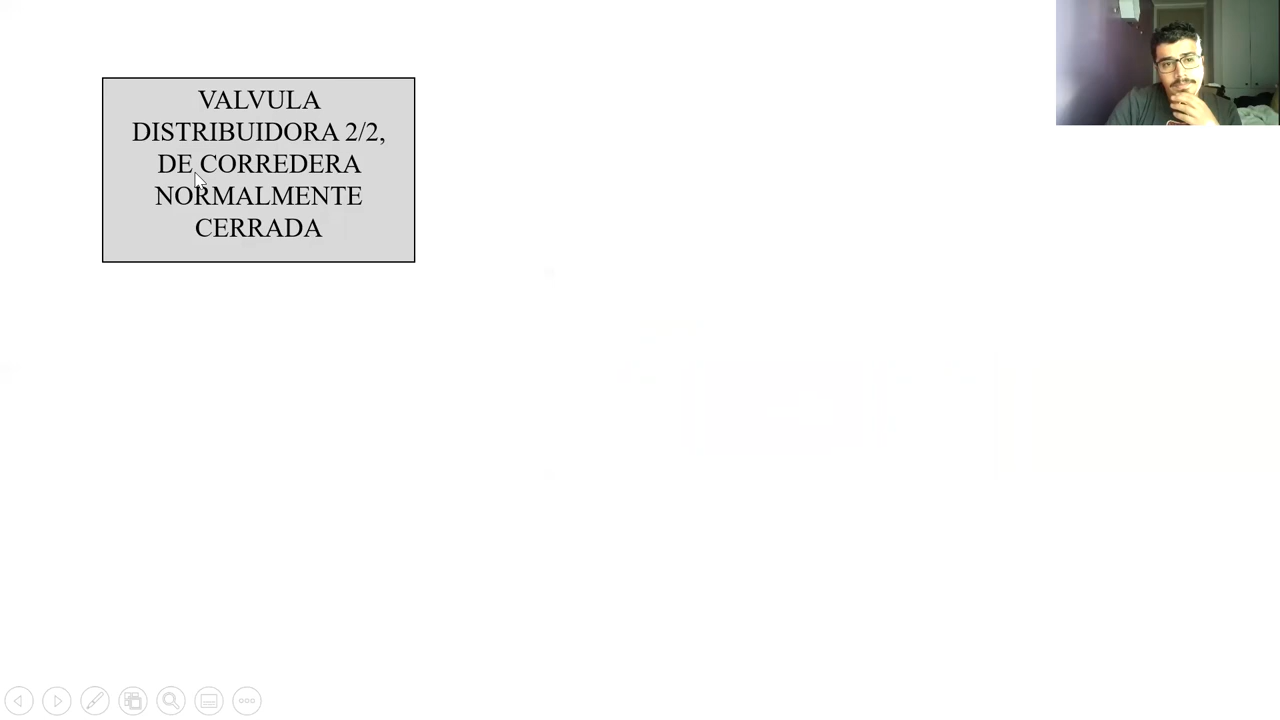 VALVULA
DISTRIBUIDORA 2/2,
DE CORREDERA
NORMALMENTE
CERRADA